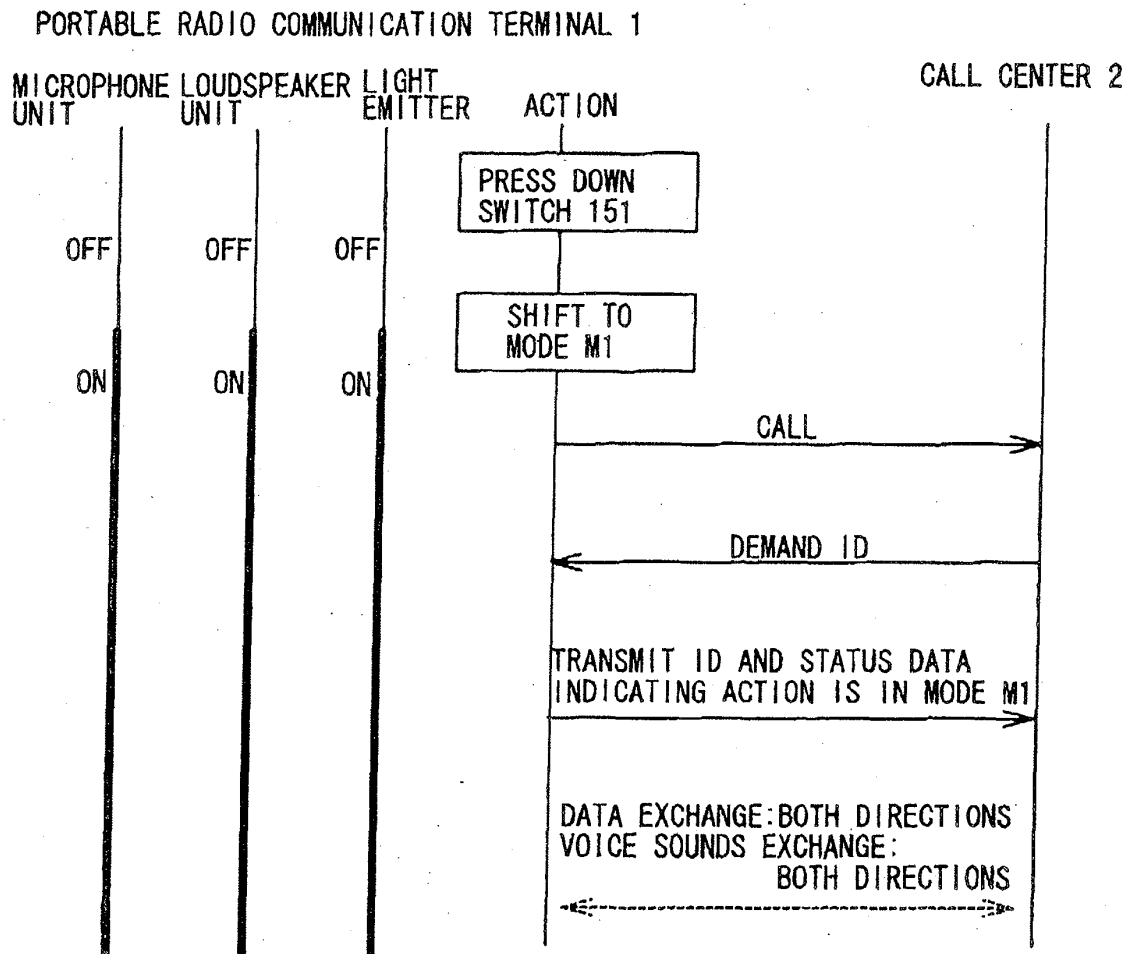 PORTABLE RADIO COMMUNICATION TERMINAL 1
MICROPHONE UNIT
LOUDSPEAKER UNIT
LIGHT EMITTER
ACTION
CALL CENTER 2
PRESS DOWN
SWITCH 151
OFF
OFF
OFF
SHIFT TO
MODE M1
ON
ON
ON
CALL
DEMAND ID
TRANSMIT ID AND STATUS DATA
INDICATING ACTION IS IN MODE M1
DATA EXCHANGE:BOTH DIRECTIONS
VOICE SOUNDS EXCHANGE:
BOTH DIRECTIONS